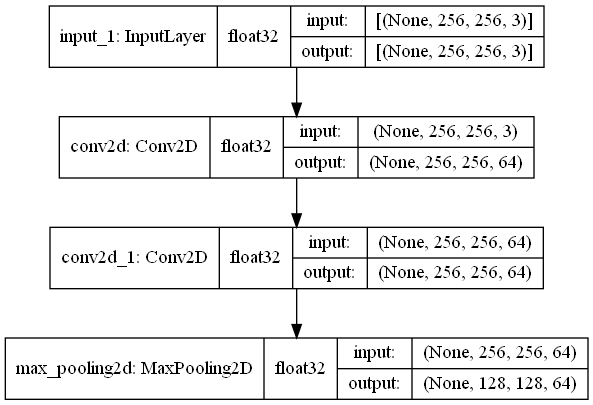 input_1: InputLayer float32 input: [(None, 256, 256, 3)]
output: [(None, 256, 256, 3)]
conv2d: Conv2D float32 input: (None, 256, 256, 3)
output: (None, 256, 256, 64)
conv2d_1: Conv2D float32 input: (None, 256, 256, 64)
output: (None, 256, 256, 64)
max_pooling2d: MaxPooling2D float32 input: (None, 256, 256, 64)
output: (None, 128, 128, 64)